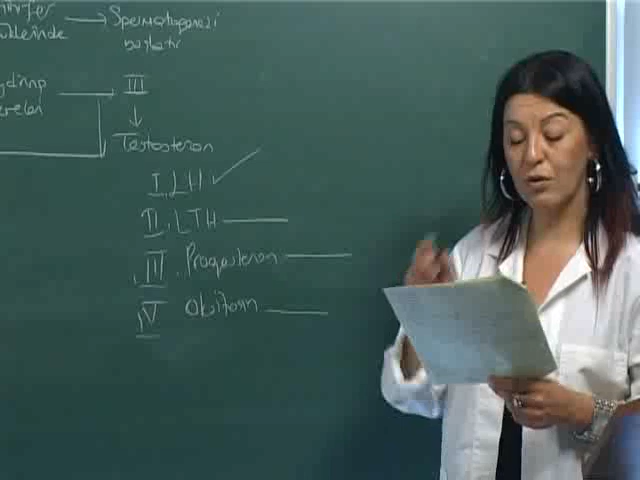 Spermatogenezi
başlatır
III
Testosteron
I. LH ✓
II. LTH
III. Progesteron
IV Oksitosin